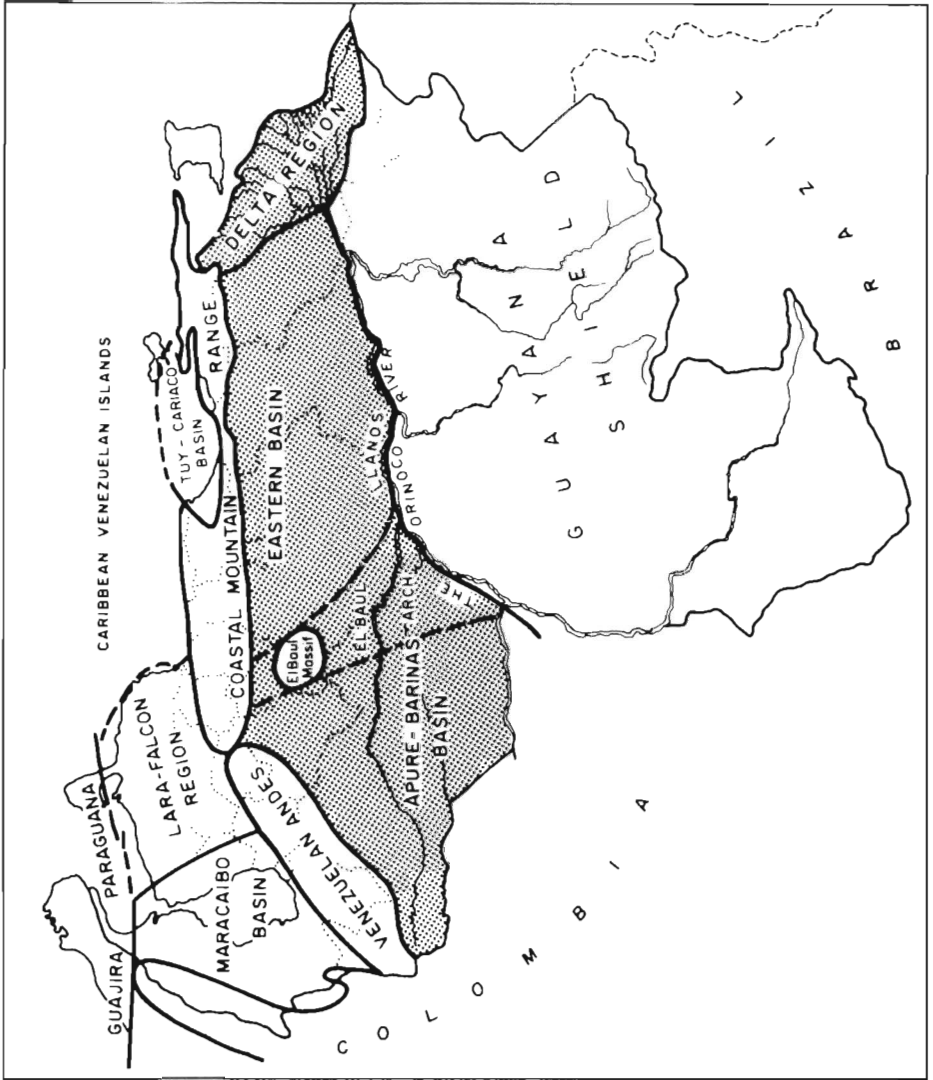 CARIBBEAN VENEZUELAN ISLANDS
GUAJIRA
PARAGUANA
LARA-FALCON
REGION
MARACAIBO
BASIN
VENEZUELAN ANDES
COASTAL MOUNTAIN RANGE
TUY-CARIACO
BASIN
DELTA REGION
EASTERN BASIN
El Baul
Massif
EL BAUL
ARCH
APURE-BARINAS
BASIN
THE
LLANOS
ORINOCO RIVER
GUAYANA
SHIELD
COLOMBIA
BRAZIL